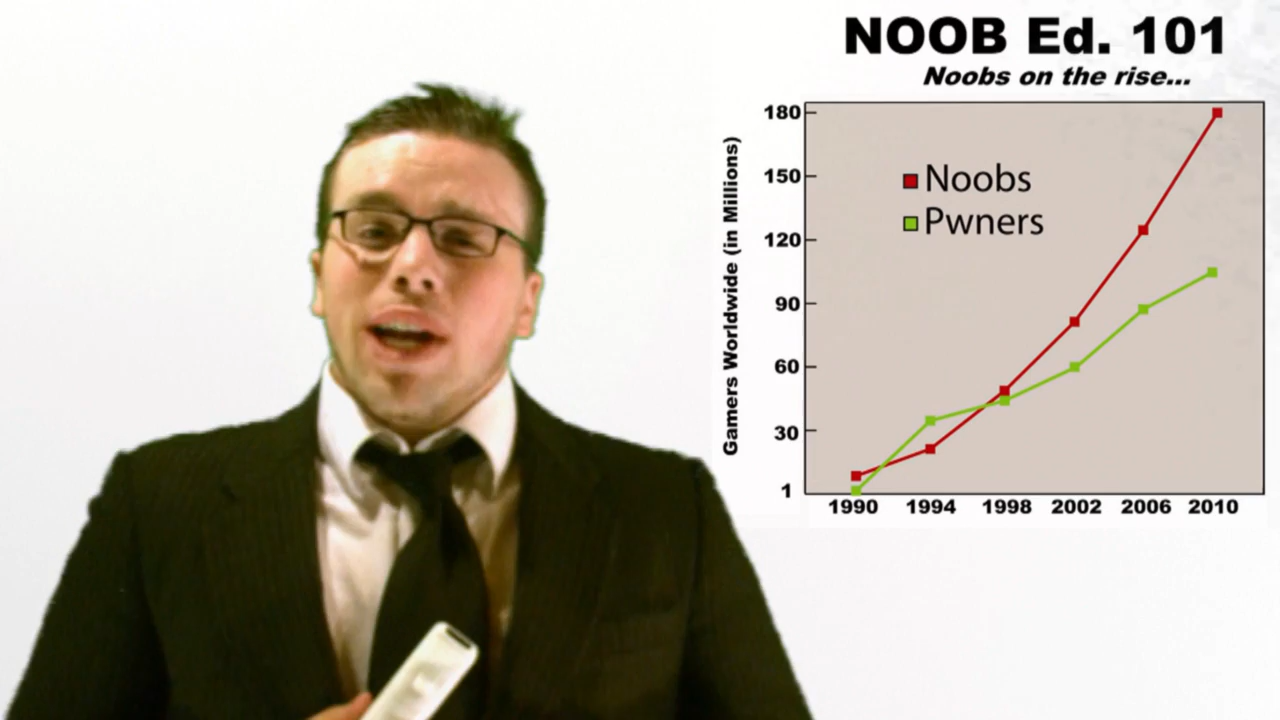 NOOB Ed. 101
Noobs on the rise...
Gamers Worldwide (in Millions)
180
150
120
90
60
30
1
Noobs
Pwners
1990 1994 1998 2002 2006 2010